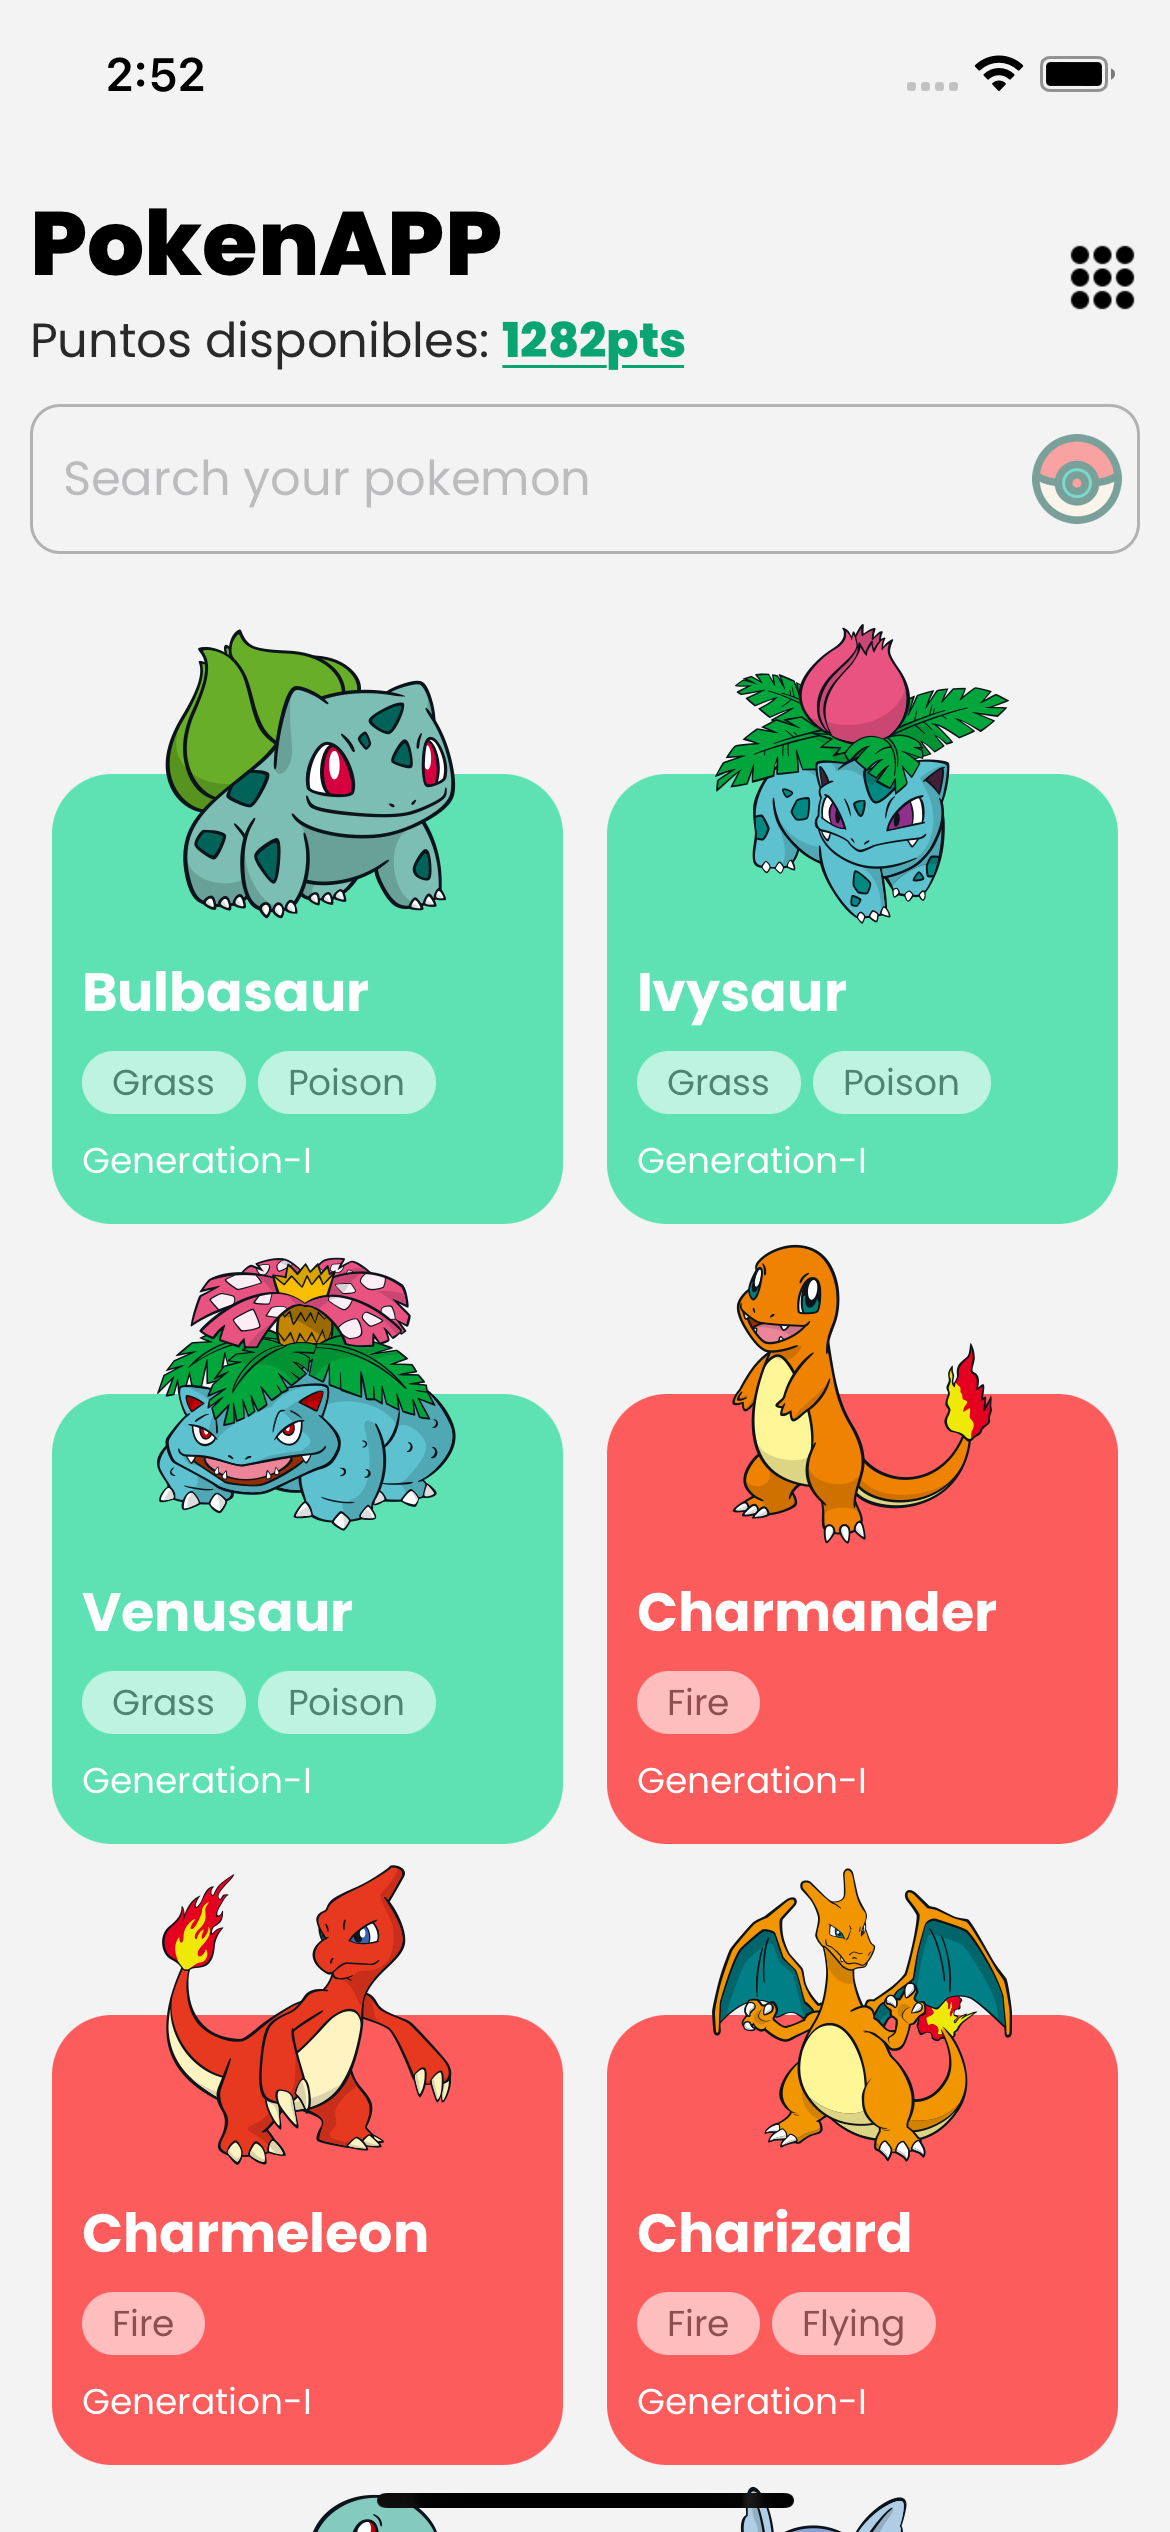 2:52
PokenAPP
Puntos disponibles: 1282pts
Search your pokemon
Bulbasaur
Grass Poison
Generation-I
Ivysaur
Grass Poison
Generation-I
Venusaur
Grass Poison
Generation-I
Charmander
Fire
Generation-I
Charmeleon
Fire
Generation-I
Charizard
Fire Flying
Generation-I